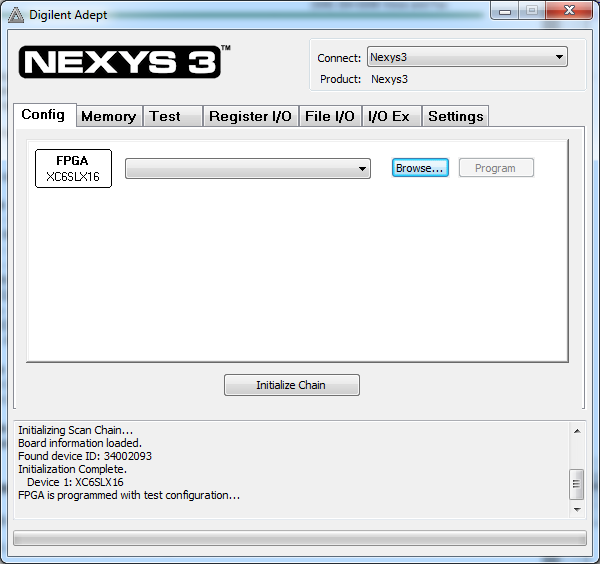 Digilent Adept
NEXYS 3™
Connect: Nexys3
Product: Nexys3
Config Memory Test Register I/O File I/O I/O Ex Settings
FPGA
XC6SLX16
Browse... Program
Initialize Chain
Initializing Scan Chain...
Board information loaded.
Found device ID: 34002093
Initialization Complete.
Device 1: XC6SLX16
FPGA is programmed with test configuration...